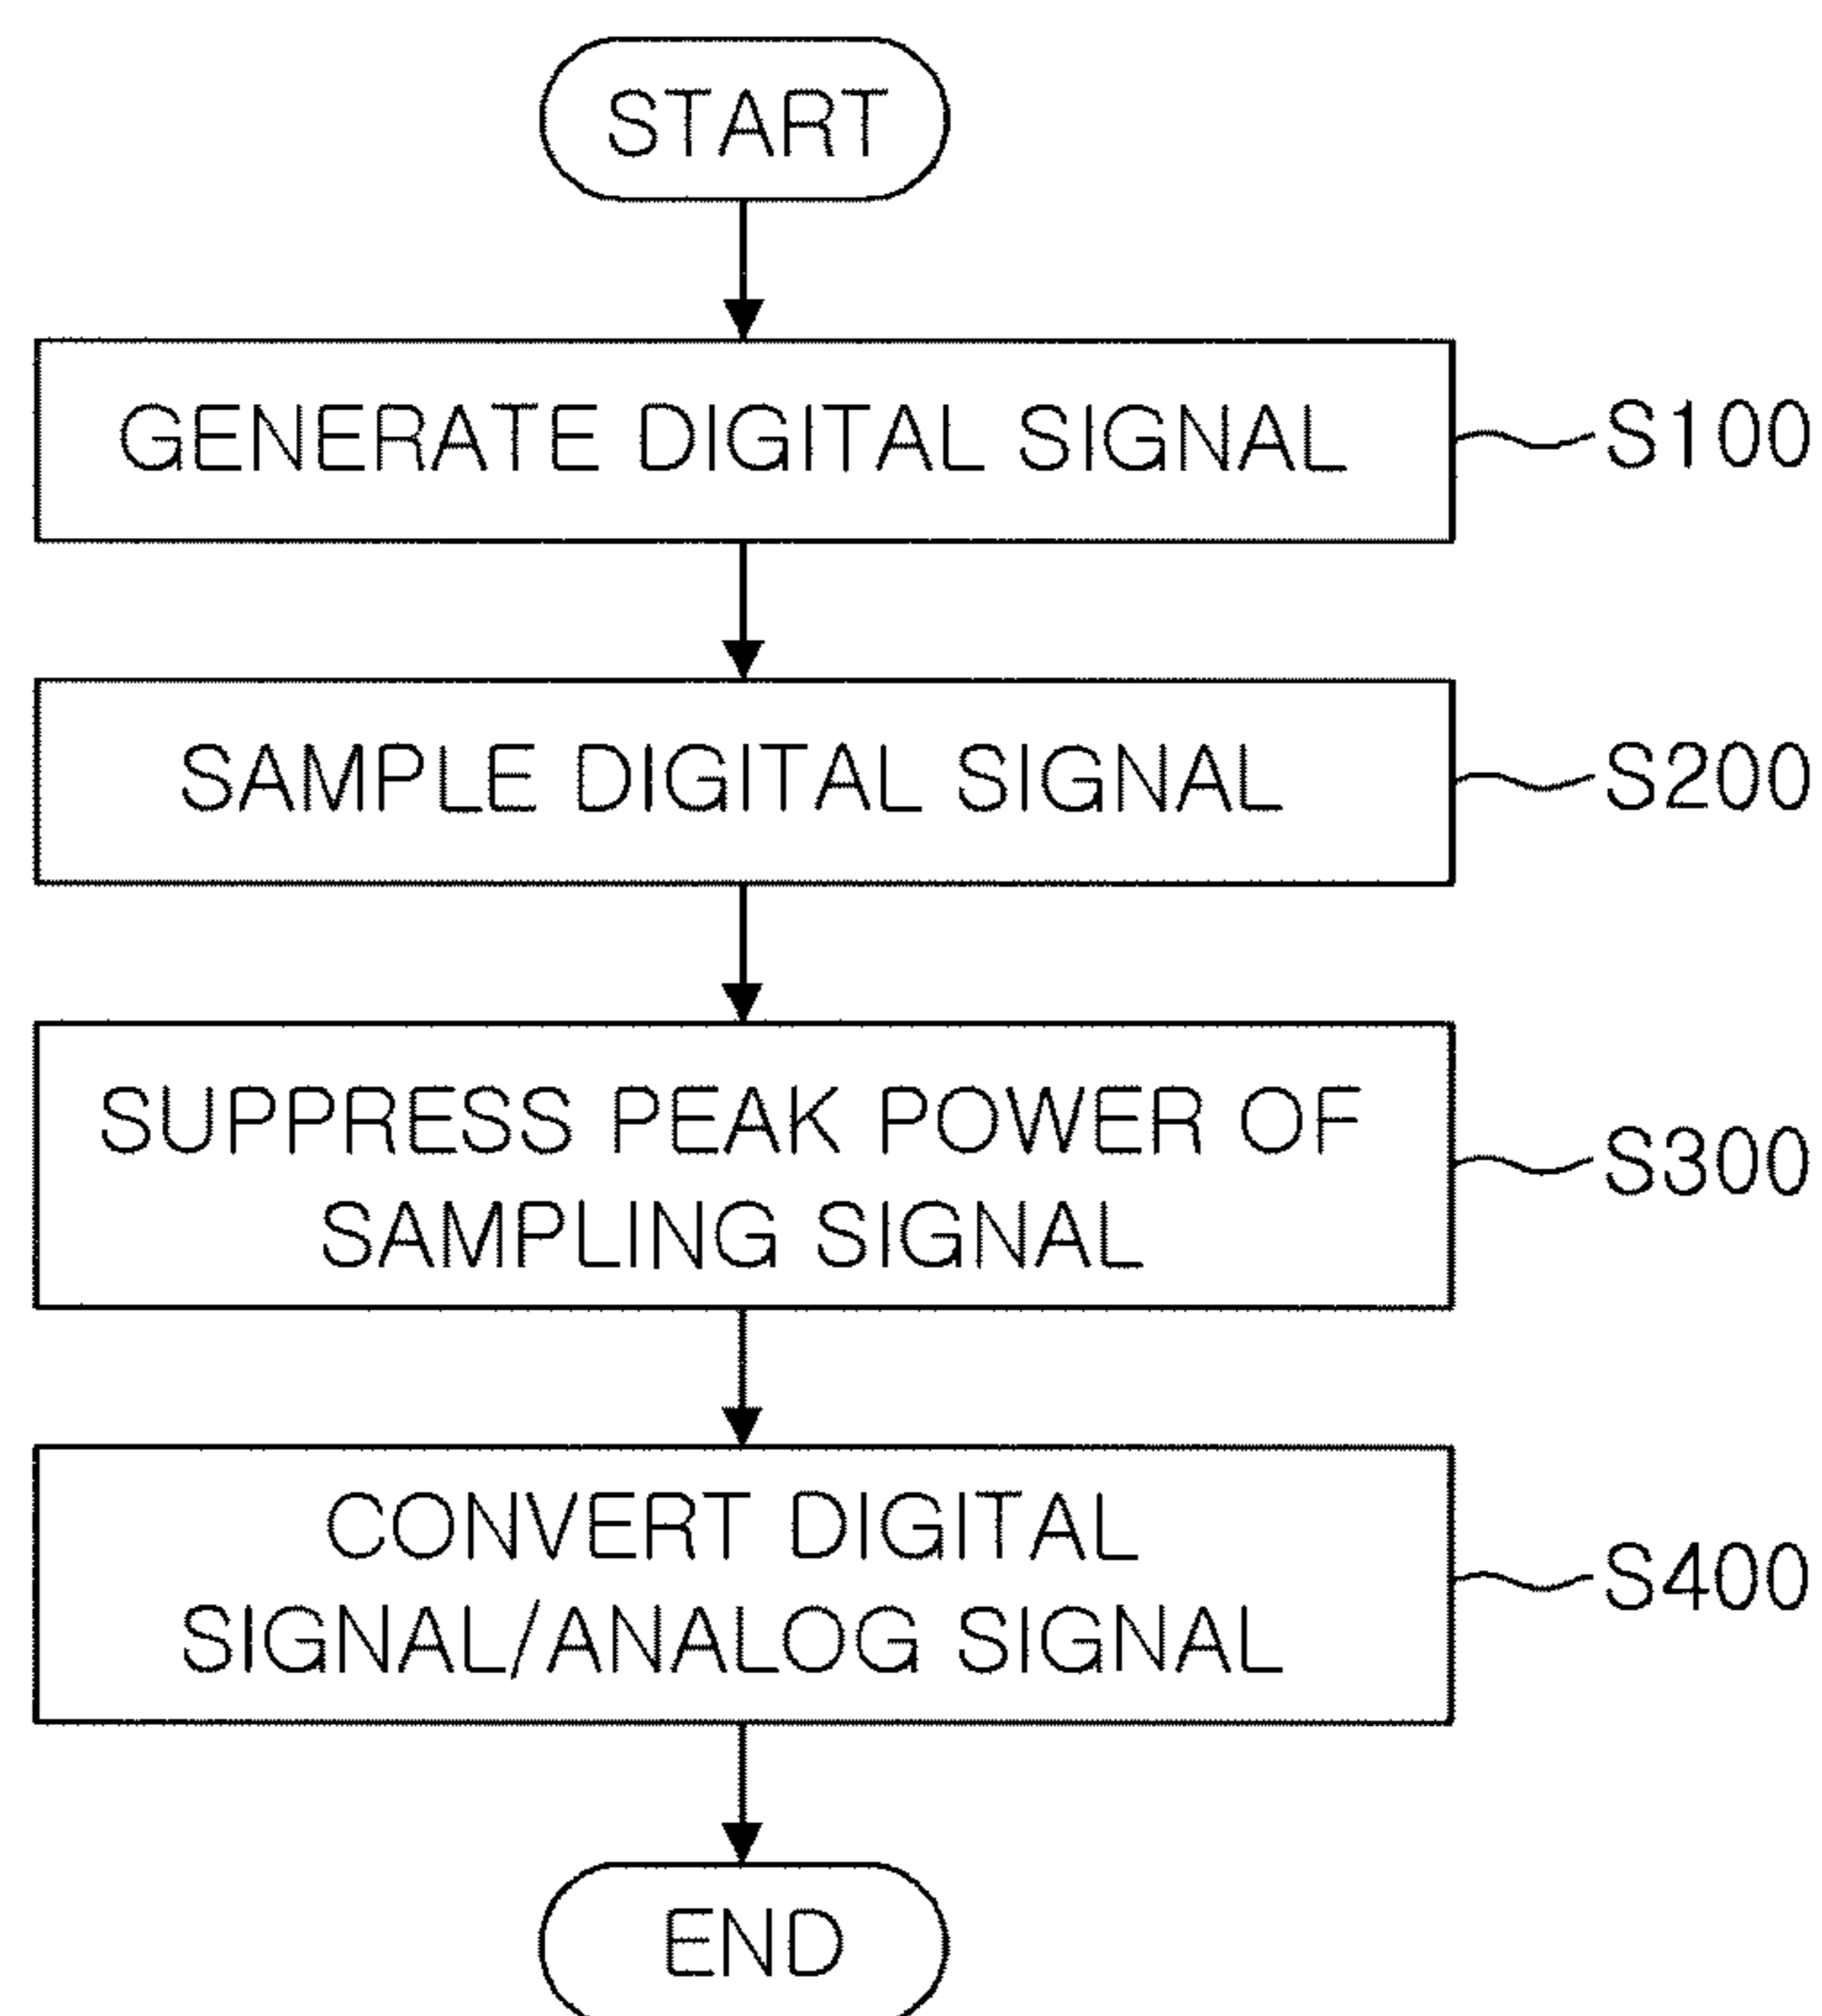 START
GENERATE DIGITAL SIGNAL
S100
SAMPLE DIGITAL SIGNAL
S200
SUPPRESS PEAK POWER OF
SAMPLING SIGNAL
S300
CONVERT DIGITAL
SIGNAL/ANALOG SIGNAL
S400
END